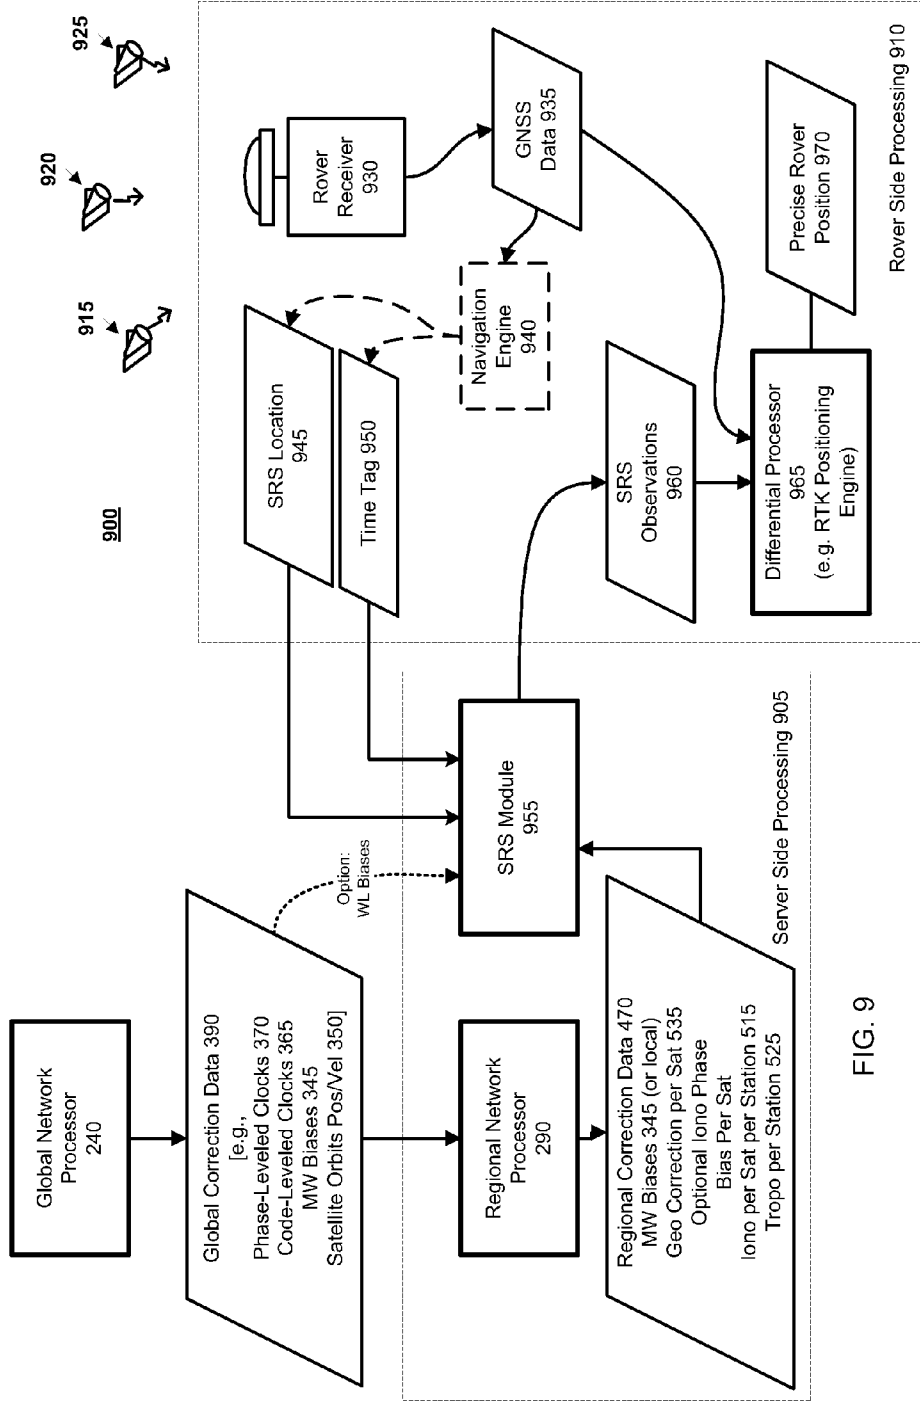 900
915
920
925
Global Network
Processor
240
Global Correction Data 390
[e.g.,
Phase-Leveled Clocks 370
Code-Leveled Clocks 365
MW Biases 345
Satellite Orbits Pos/Vel 350]
Option:
WL Biases
Regional Network
Processor
290
Regional Correction Data 470
MW Biases 345 (or local)
Geo Correction per Sat 535
Optional Iono Phase
Bias Per Sat
Iono per Sat per Station 515
Tropo per Station 525
SRS Module
955
Server Side Processing 905
SRS Location
945
Time Tag 950
Rover
Receiver
930
GNSS
Data 935
Navigation
Engine
940
SRS
Observations
960
Differential Processor
965
(e.g. RTK Positioning
Engine)
Precise Rover
Position 970
Rover Side Processing 910
FIG. 9